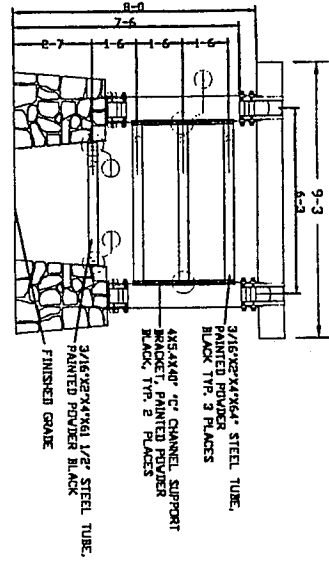 8-0
7-6
2-7
1-6
1-6
1-6
9-3
6-3
3/16"X2"X4"X64" STEEL TUBE,
PAINTED POWDER
BLACK TYP. 3 PLACES
4X5.4X40" "C" CHANNEL SUPPORT
BRACKET, PAINTED POWDER
BLACK, TYP. 2 PLACES
3/16"X2"X4"X61 1/2" STEEL TUBE,
PAINTED POWDER BLACK
FINISHED GRADE